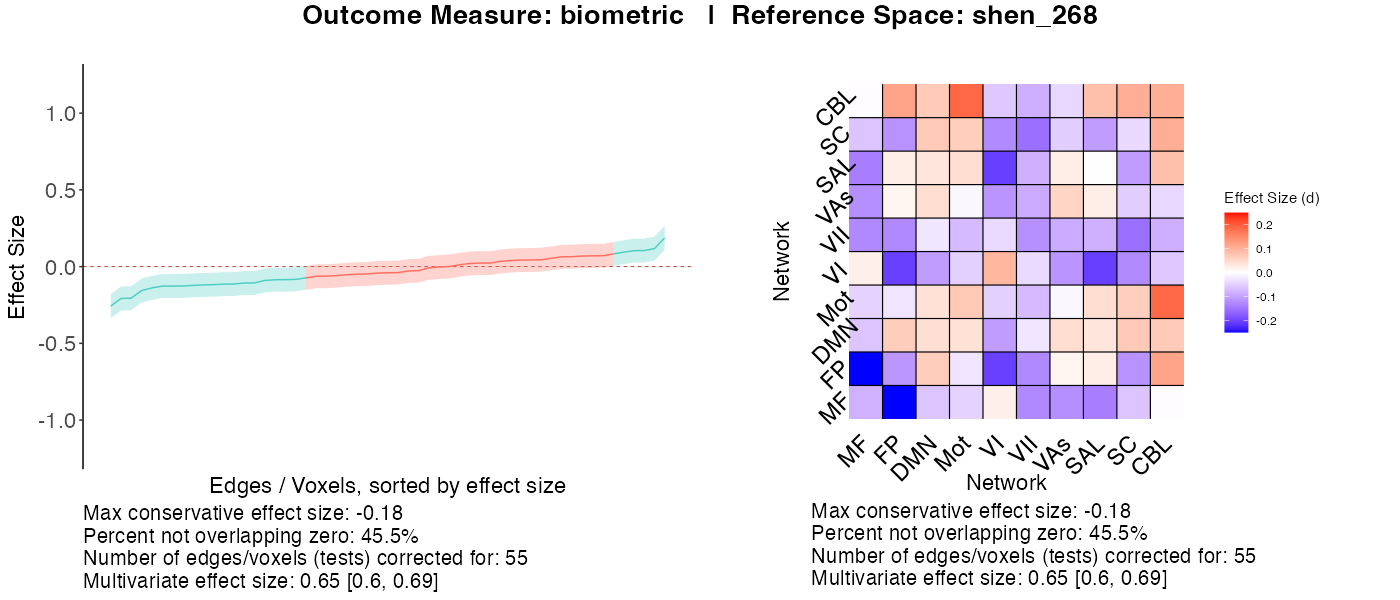 Outcome Measure: biometric | Reference Space: shen_268
Effect Size
1.0
0.5
0.0
-0.5
-1.0
Edges / Voxels, sorted by effect size
Max conservative effect size: -0.18
Percent not overlapping zero: 45.5%
Number of edges/voxels (tests) corrected for: 55
Multivariate effect size: 0.65 [0.6, 0.69]
Network
CBL
SC
SAL
VAs
VII
VI
Mot
DMN
FP
MF
MF
FP
DMN
Mot
VI
VII
VAs
SAL
SC
CBL
Network
Effect Size (d)
0.2
0.1
0.0
-0.1
-0.2
Max conservative effect size: -0.18
Percent not overlapping zero: 45.5%
Number of edges/voxels (tests) corrected for: 55
Multivariate effect size: 0.65 [0.6, 0.69]